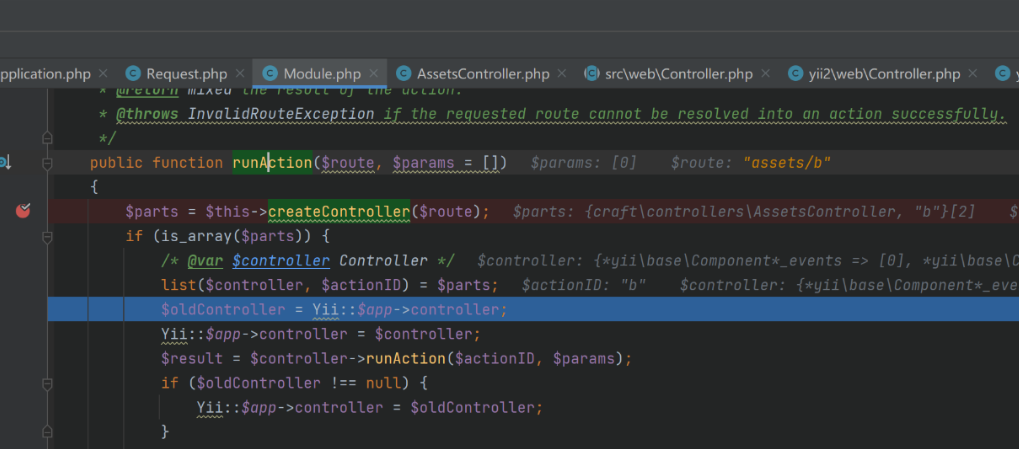 pplication.php × Request.php × Module.php × AssetsController.php × src\web\Controller.php × yii2\web\Controller.php ×
* @return mixed the result of the action.
* @throws InvalidRouteException if the requested route cannot be resolved into an action successfully.
*/
public function runAction($route, $params = []) $params: [0] $route: "assets/b"
{
$parts = $this->createController($route); $parts: {craft\controllers\AssetsController, "b"}[2] $
if (is_array($parts)) {
/* @var $controller Controller */ $controller: {*yii\base\Component*_events => [0], *yii\base\C
list($controller, $actionID) = $parts; $actionID: "b" $controller: {*yii\base\Component*_eve
$oldController = Yii::$app->controller;
Yii::$app->controller = $controller;
$result = $controller->runAction($actionID, $params);
if ($oldController !== null) {
Yii::$app->controller = $oldController;
}